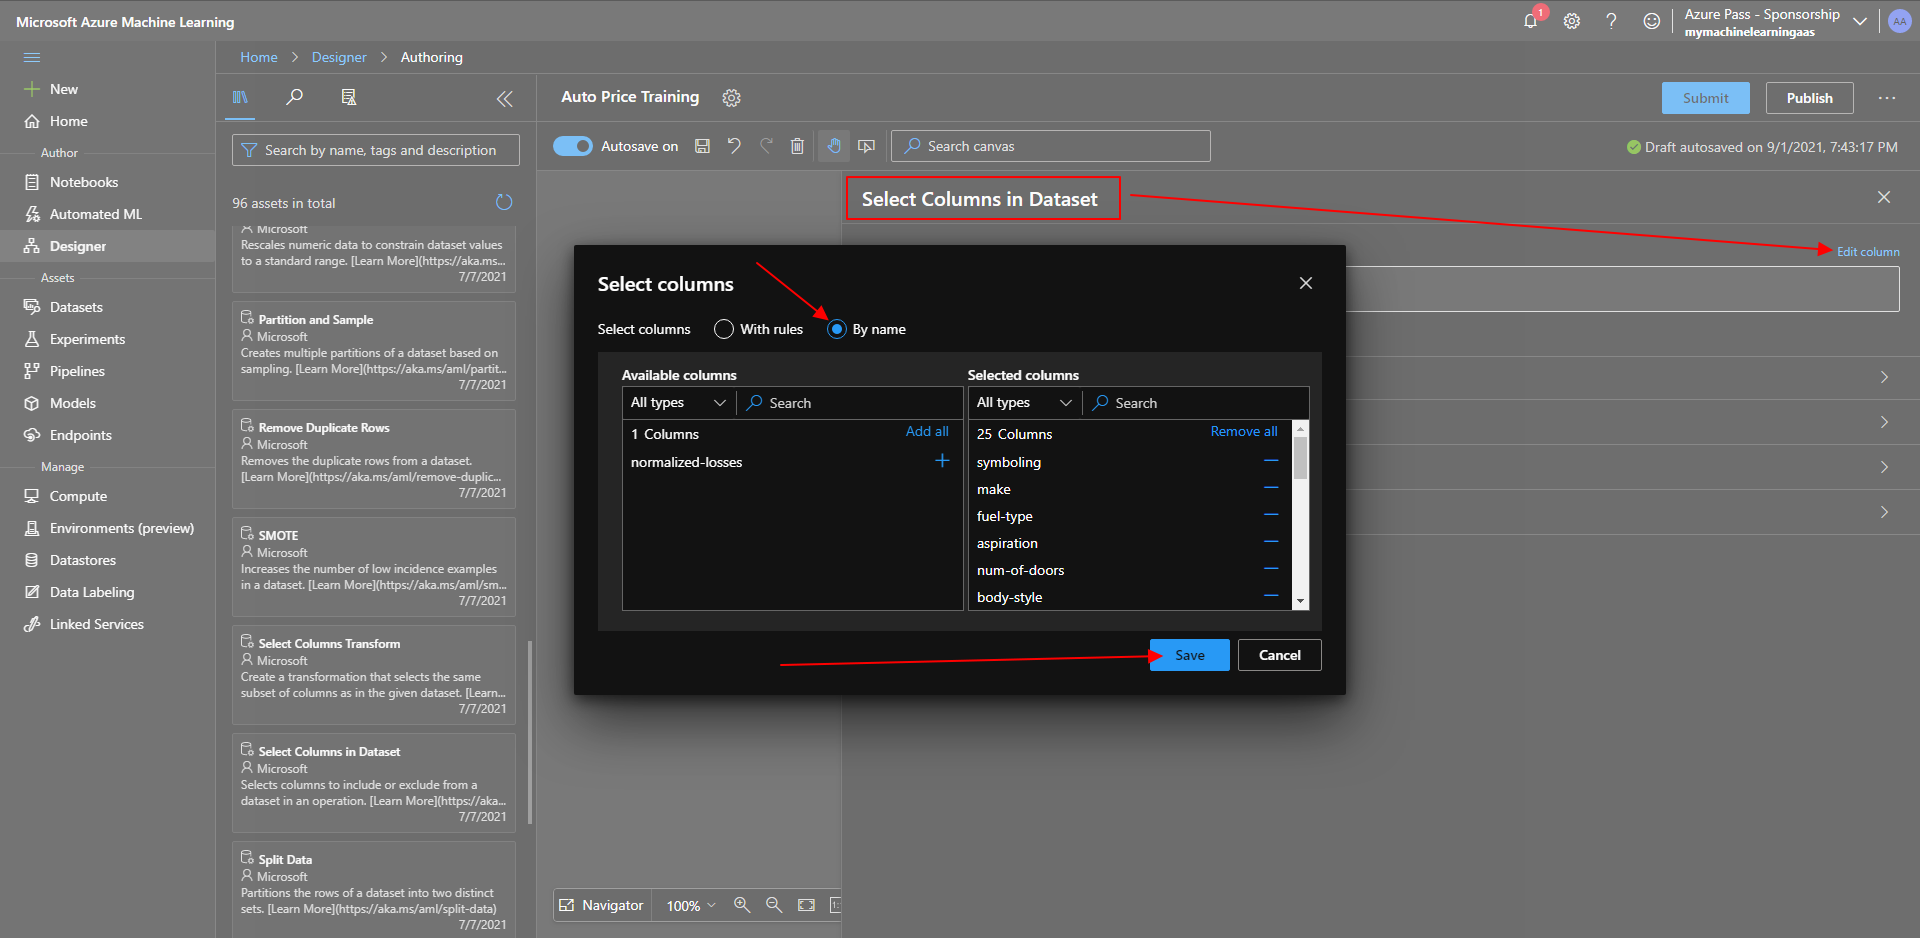 Microsoft Azure Machine Learning
1
Azure Pass - Sponsorship
mymachinelearningaas
AA
New
Home
Author
Notebooks
Automated ML
Designer
Assets
Datasets
Experiments
Pipelines
Models
Endpoints
Manage
Compute
Environments (preview)
Datastores
Data Labeling
Linked Services
Home > Designer > Authoring
Search by name, tags and description
96 assets in total
Microsoft
Rescales numeric data to constrain dataset values
to a standard range. [Learn More](https://aka.ms...
7/7/2021
Partition and Sample
Microsoft
Creates multiple partitions of a dataset based on
sampling. [Learn More](https://aka.ms/aml/partit...
7/7/2021
Remove Duplicate Rows
Microsoft
Removes the duplicate rows from a dataset.
[Learn More](https://aka.ms/aml/remove-duplic...
7/7/2021
SMOTE
Microsoft
Increases the number of low incidence examples
in a dataset. [Learn More](https://aka.ms/aml/sm...
7/7/2021
Select Columns Transform
Microsoft
Create a transformation that selects the same
subset of columns as in the given dataset. [Learn...
7/7/2021
Select Columns in Dataset
Microsoft
Selects columns to include or exclude from a
dataset in an operation. [Learn More](https://aka...
7/7/2021
Split Data
Microsoft
Partitions the rows of a dataset into two distinct
sets. [Learn More](https://aka.ms/aml/split-data)
7/7/2021
Auto Price Training
Submit
Publish
Autosave on
Search canvas
Draft autosaved on 9/1/2021, 7:43:17 PM
Select Columns in Dataset
Edit column
Select columns
Select columns With rules By name
Available columns
All types
Search
1 Columns
Add all
normalized-losses
Selected columns
All types
Search
25 Columns
Remove all
symboling
make
fuel-type
aspiration
num-of-doors
body-style
Save
Cancel
Navigator
100%
1: